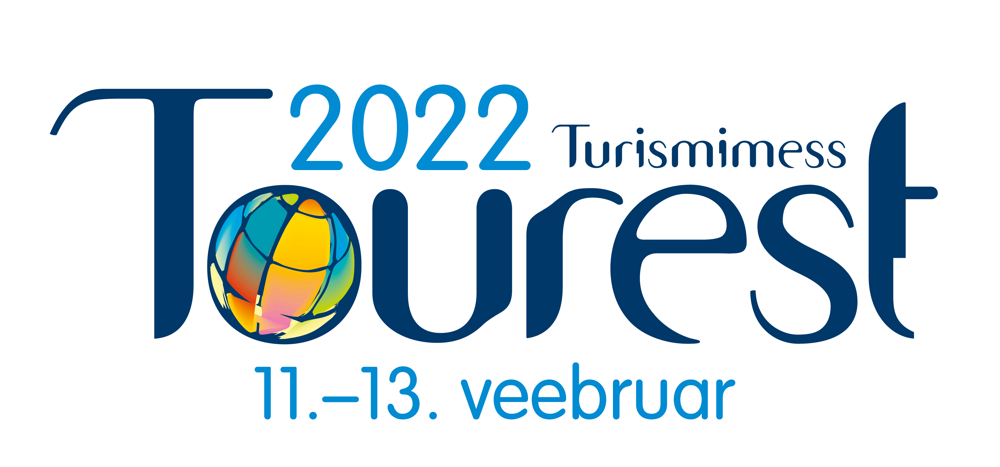 2022 Turismimess
Tourest
11.–13. veebruar